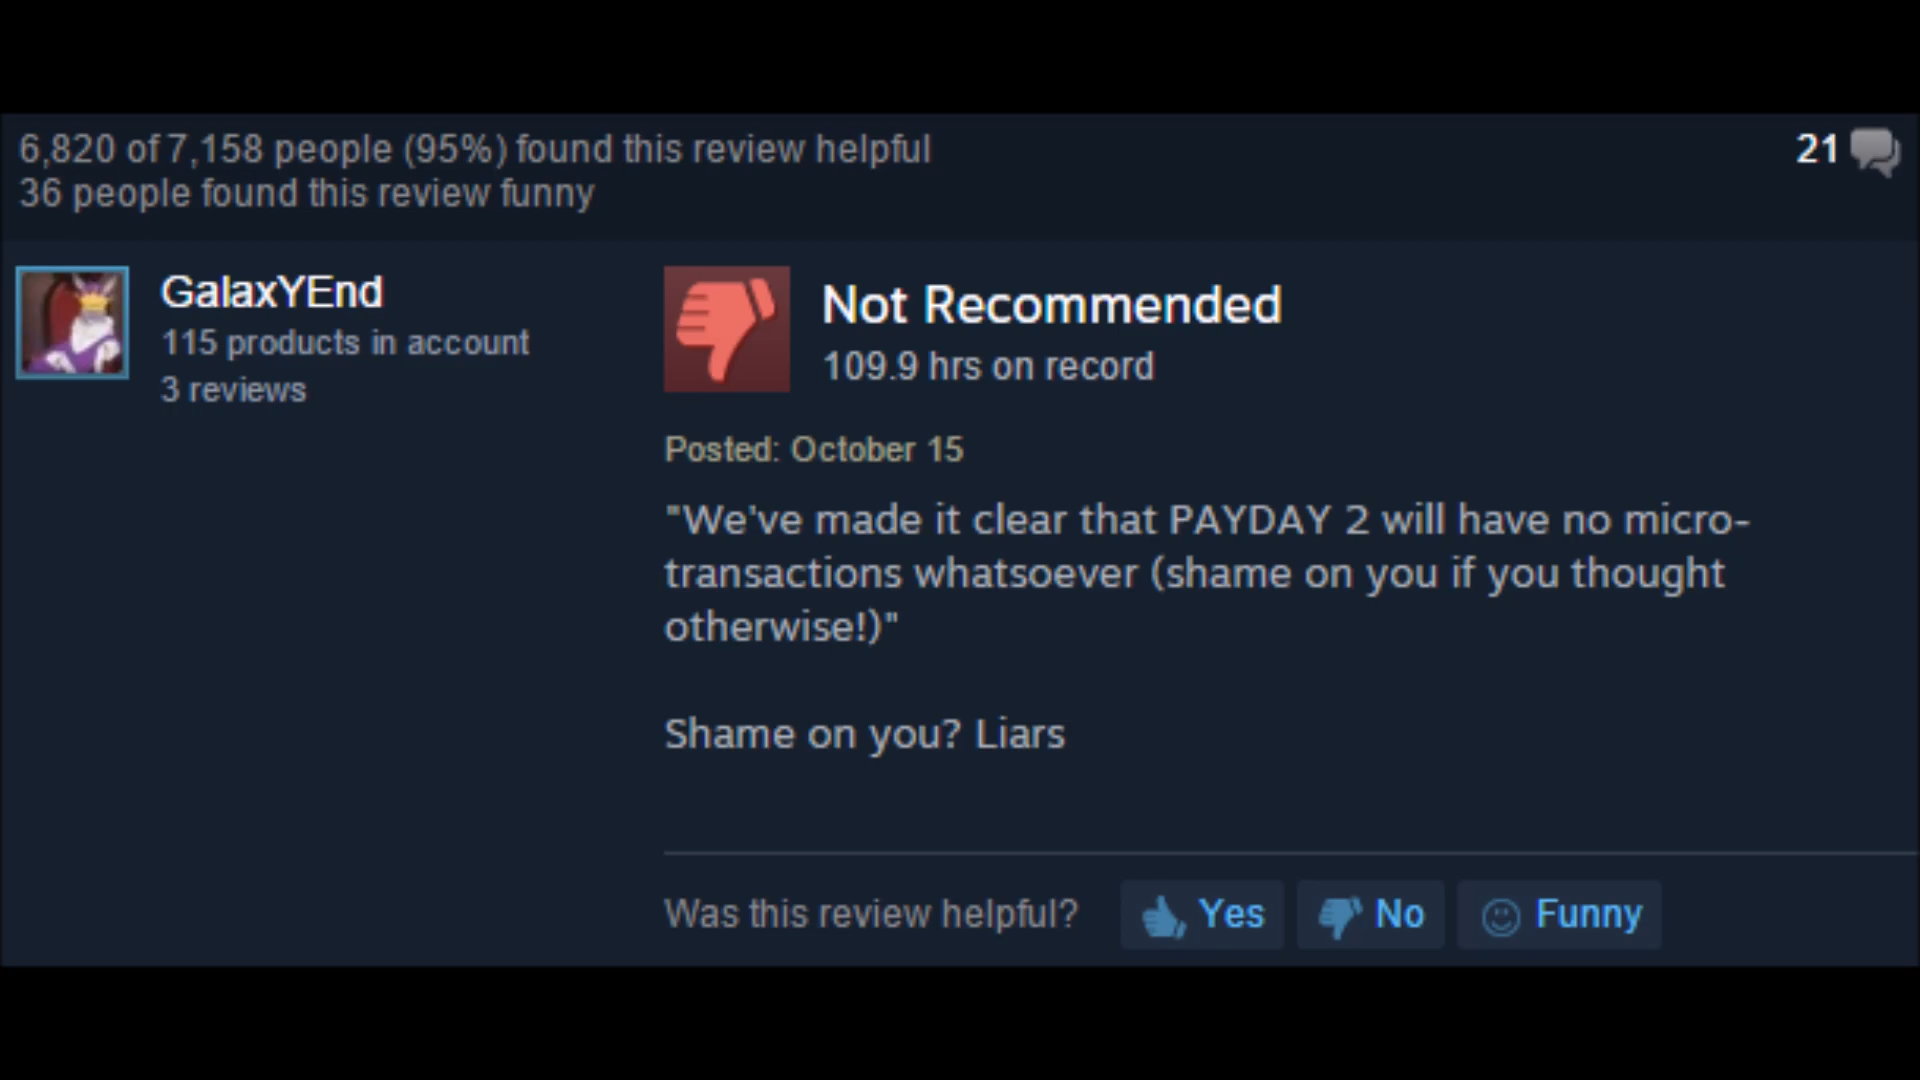 6,820 of 7,158 people (95%) found this review helpful
21
36 people found this review funny
GalaxYEnd
115 products in account
3 reviews
Not Recommended
109.9 hrs on record
Posted: October 15
"We've made it clear that PAYDAY 2 will have no micro-
transactions whatsoever (shame on you if you thought
otherwise!)"
Shame on you? Liars
Was this review helpful? Yes No Funny